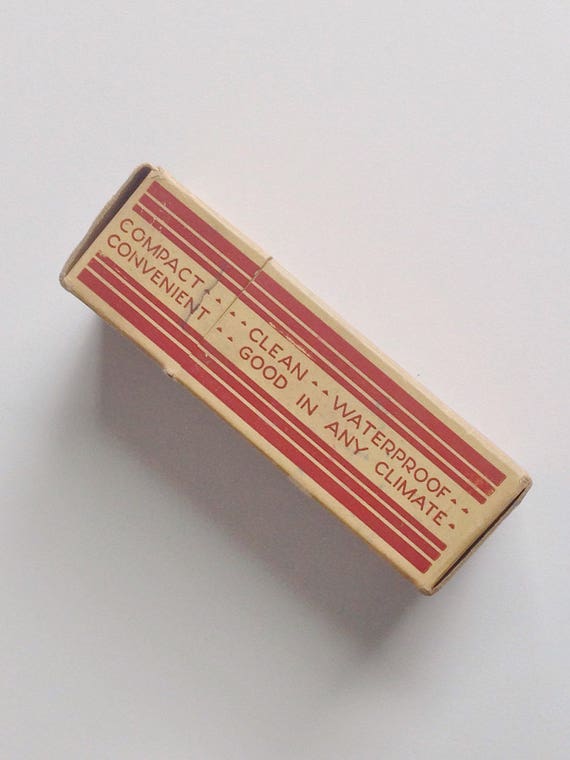 COMPACT CLEAN WATERPROOF
CONVENIENT GOOD IN ANY CLIMATE